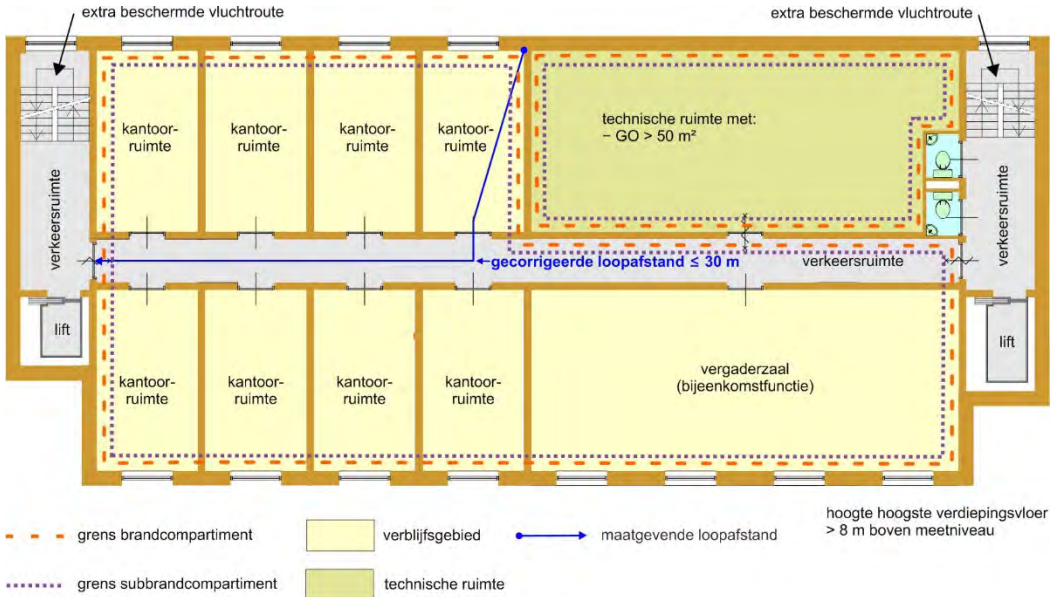 extra beschermde vluchtroute
extra beschermde vluchtroute
kantoor-
ruimte
kantoor-
ruimte
kantoor-
ruimte
kantoor-
ruimte
technische ruimte met:
– GO > 50 m²
verkeersruimte
verkeersruimte
gecorrigeerde loopafstand ≤ 30 m
verkeersruimte
lift
lift
kantoor-
ruimte
kantoor-
ruimte
kantoor-
ruimte
kantoor-
ruimte
vergaderzaal
(bijeenkomstfunctie)
grens brandcompartiment
verblijfsgebied
maatgevende loopafstand
hoogte hoogste verdiepingsvloer
> 8 m boven meetniveau
grens subbrandcompartiment
technische ruimte